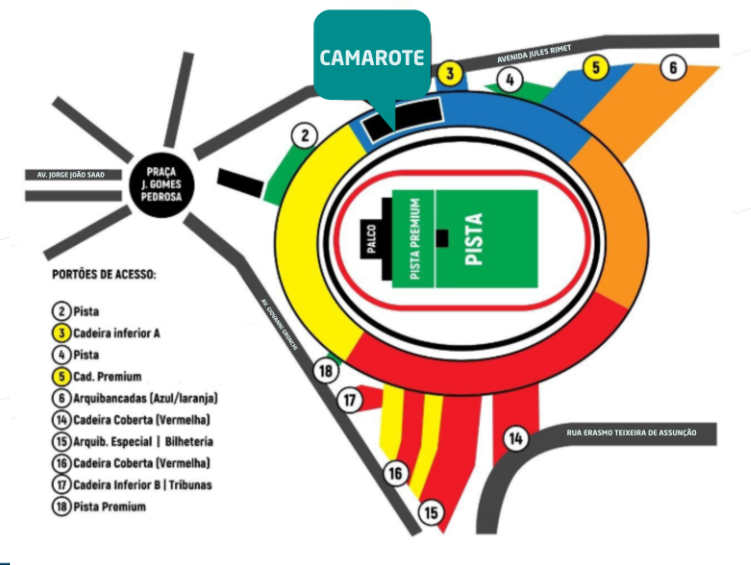 CAMAROTE
AVENIDA JULES RIMET
3
4
5
6
2
PRAÇA
J. GOMES
PEDROSA
AV. JORGE JOÃO SAAD
PALCO
PISTA PREMIUM
PISTA
AV. GIOVANNI GRONCHI
PORTÕES DE ACESSO:
2 Pista
3 Cadeira inferior A
4 Pista
5 Cad. Premium
6 Arquibancadas (Azul/laranja)
14 Cadeira Coberta (Vermelha)
15 Arquib. Especial | Bilheteria
16 Cadeira Coberta (Vermelha)
17 Cadeira Inferior B | Tribunas
18 Pista Premium
18
17
16
15
14
RUA ERASMO TEIXEIRA DE ASSUNÇÃO